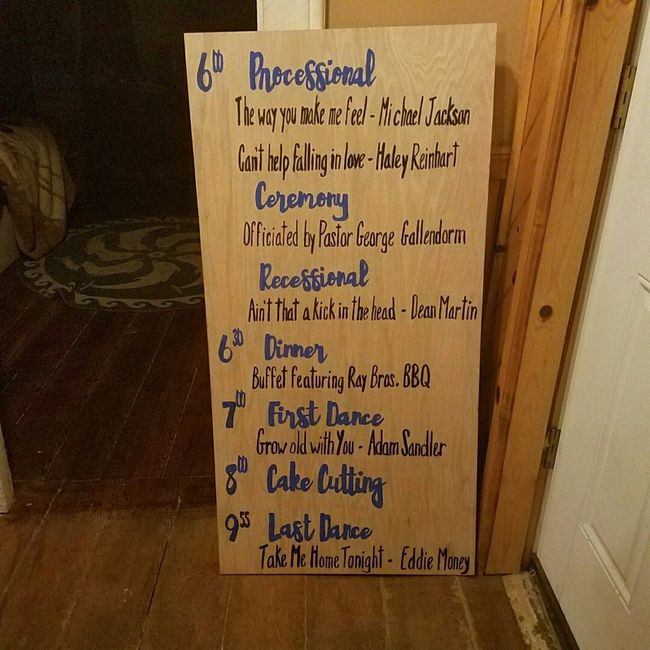 6⁰⁰ Processional
The way you make me feel - Michael Jackson
Can't help falling in love - Haley Reinhart
Ceremony
Officiated by Pastor George Gallendorm
Recessional
Ain't that a kick in the head - Dean Martin
6³⁰ Dinner
Buffet Featuring Ray Bros. BBQ
7⁰⁰ First Dance
Grow old with You - Adam Sandler
8⁰⁰ Cake Cutting
9⁵⁵ Last Dance
Take Me Home Tonight - Eddie Money